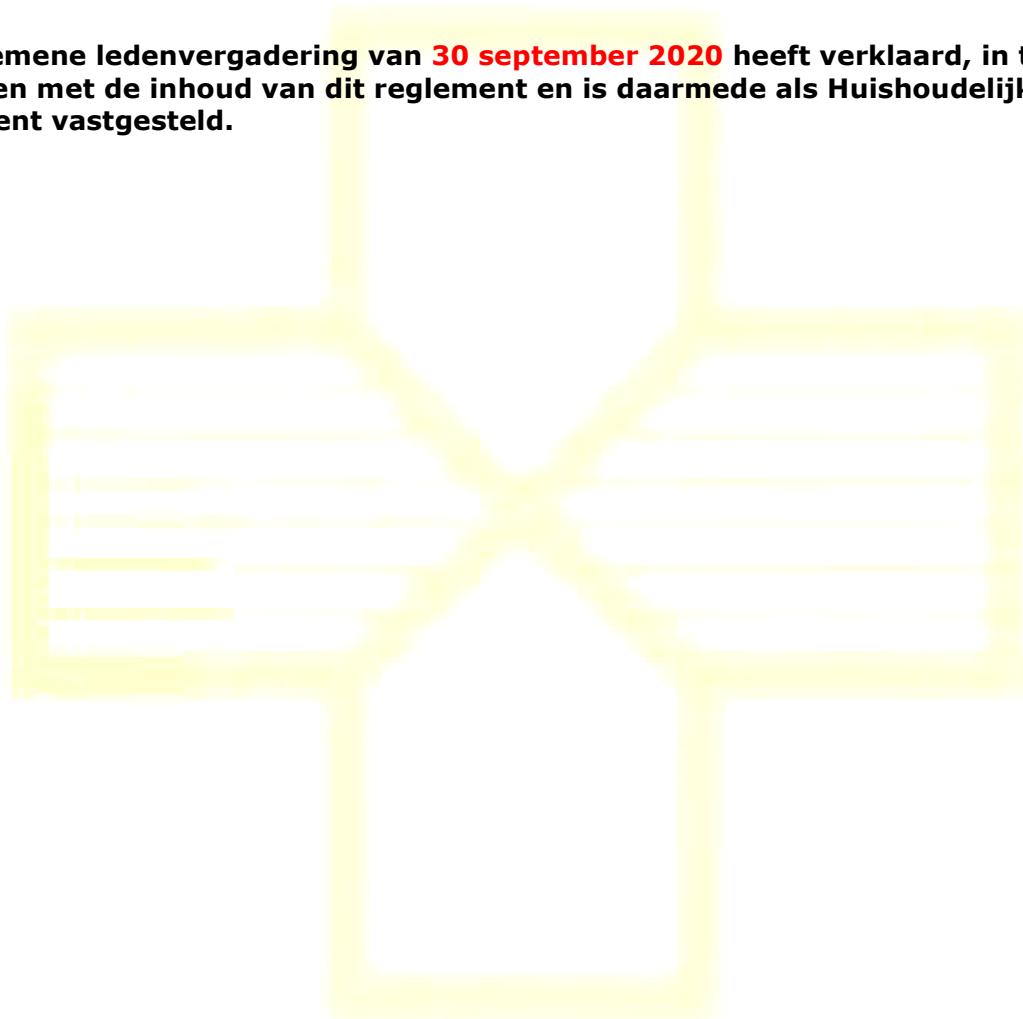 emene ledenvergadering van 30 september 2020 heeft verklaard, in t
en met de inhoud van dit reglement en is daarmede als Huishoudelijk
ent vastgesteld.